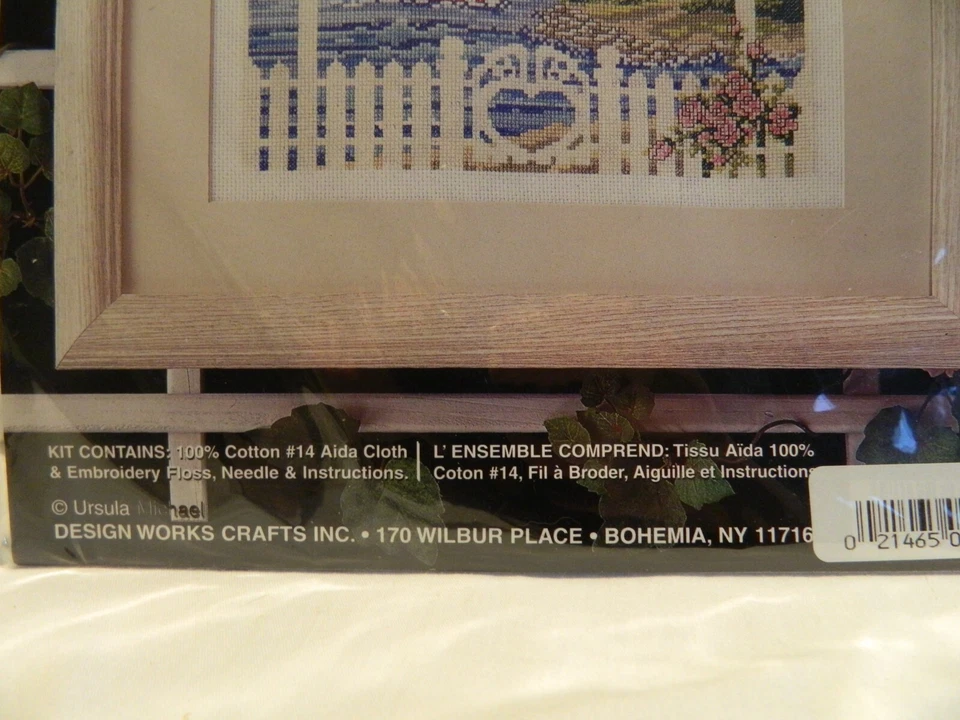 KIT CONTAINS: 100% Cotton #14 Aida Cloth
& Embroidery Floss, Needle & Instructions.
L' ENSEMBLE COMPREND: Tissu Aïda 100%
Coton #14, Fil à Broder, Aiguille et Instructions
© Ursula Michael
DESIGN WORKS CRAFTS INC. • 170 WILBUR PLACE • BOHEMIA, NY 11716
0 21465 0